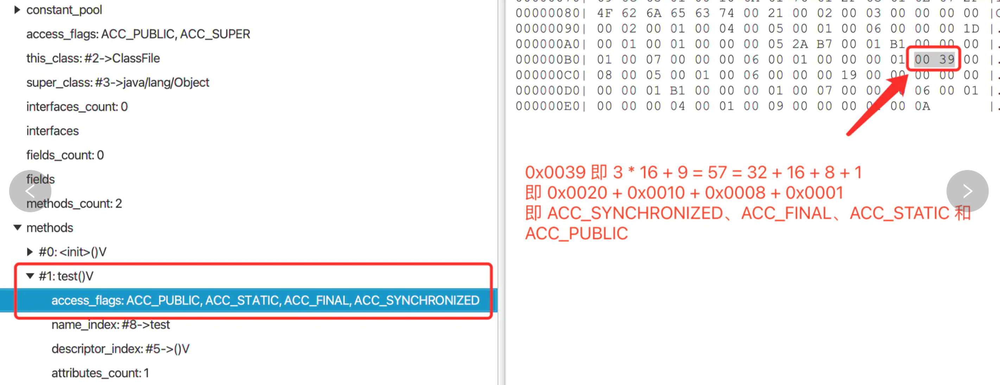 constant_pool
access_flags: ACC_PUBLIC, ACC_SUPER
this_class: #2->ClassFile
super_class: #3->java/lang/Object
interfaces_count: 0
interfaces
fields_count: 0
fields
methods_count: 2
methods
#0: <init>()V
#1: test()V
access_flags: ACC_PUBLIC, ACC_STATIC, ACC_FINAL, ACC_SYNCHRONIZED
name_index: #8->test
descriptor_index: #5->()V
attributes_count: 1
00000080| 4F 62 6A 65 63 74 00 21 00 02 00 03 00 00 00 00 |
00000090| 00 02 00 01 00 04 00 05 00 01 00 06 00 00 00 1D |.
000000A0| 00 01 00 01 00 00 00 05 2A B7 00 01 B1 00 00 00 |.
000000B0| 01 00 07 00 00 00 06 00 01 00 00 00 01 00 39 00 |.
000000C0| 08 00 05 00 01 00 06 00 00 00 19 00 00 00 00 00 |.
000000D0| 00 00 01 B1 00 00 00 01 00 07 00 00 06 00 01 |.
000000E0| 00 00 00 04 00 01 00 09 00 00 00 00 0A |.
0x0039 即 3 * 16 + 9 = 57 = 32 + 16 + 8 + 1
即 0x0020 + 0x0010 + 0x0008 + 0x0001
即 ACC_SYNCHRONIZED、ACC_FINAL、ACC_STATIC 和
ACC_PUBLIC